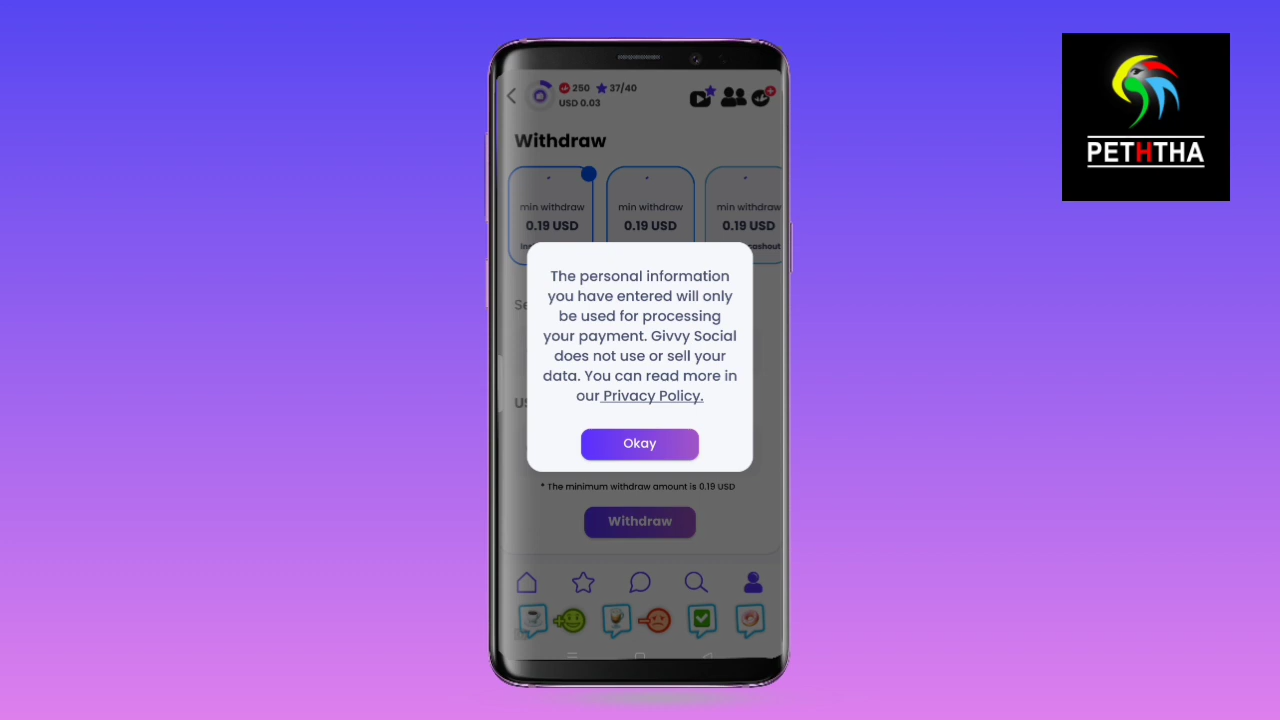 250 37/40
USD 0.03
PETHTHA
Withdraw
min withdraw min withdraw min withdraw
0.19 USD 0.19 USD 0.19 USD
cashout
The personal information
you have entered will only
be used for processing
your payment. Givvy Social
does not use or sell your
data. You can read more in
our Privacy Policy.
Okay
* The minimum withdraw amount is 0.19 USD
Withdraw